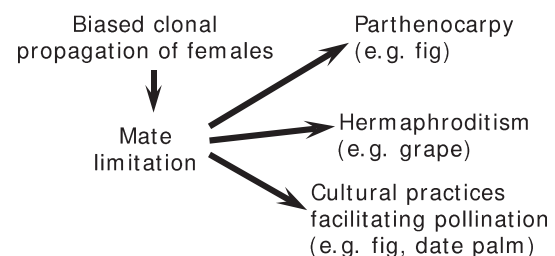 Biased clonal
propagation of females
Mate
limitation
Parthenocarpy
(e.g. fig)
Hermaphroditism
(e.g. grape)
Cultural practices
facilitating pollination
(e.g. fig, date palm)